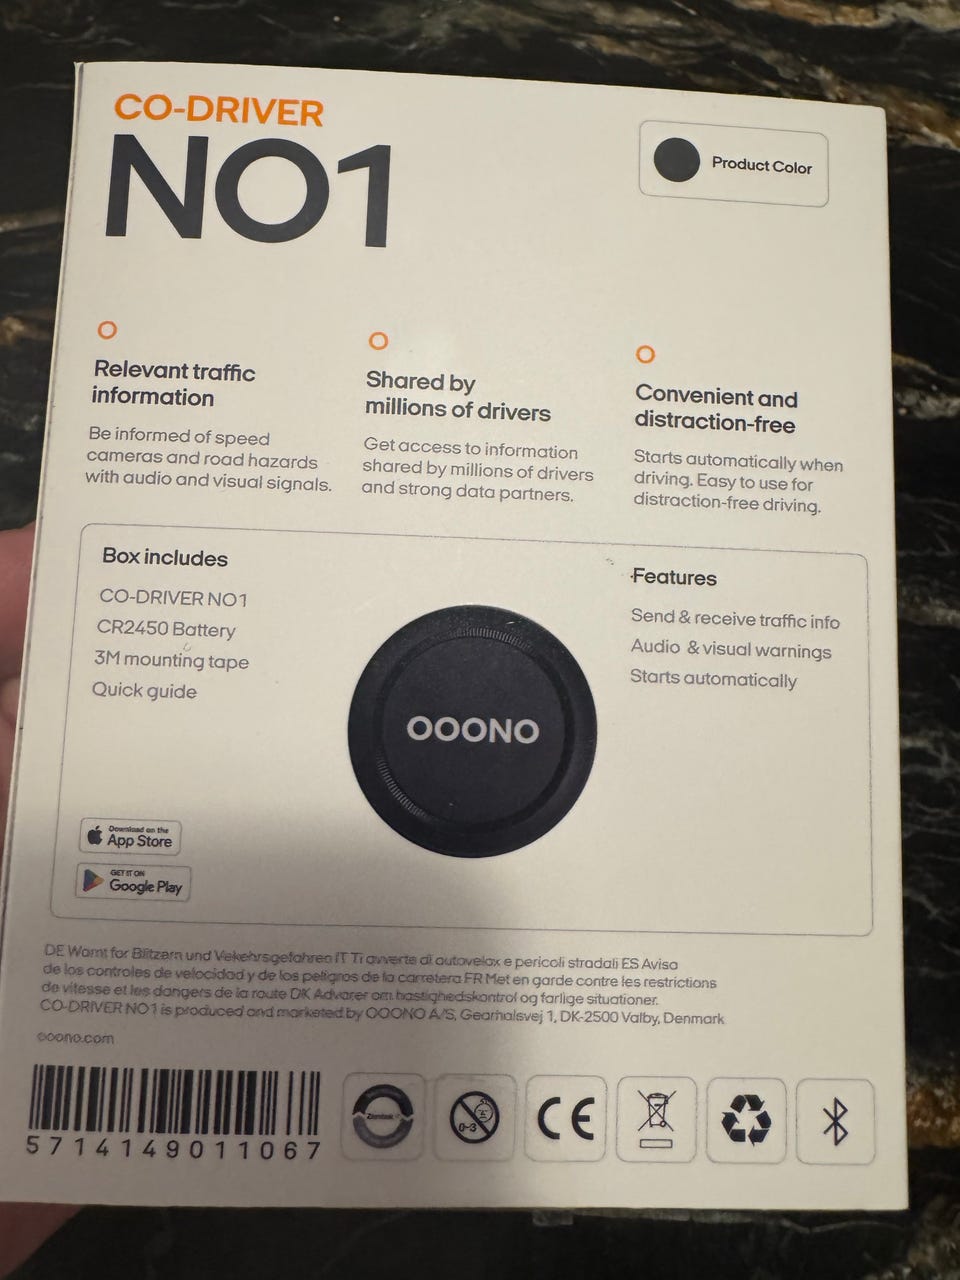 CO-DRIVER
NO1
Product Color
Relevant traffic
information
Be informed of speed
cameras and road hazards
with audio and visual signals.
Shared by
millions of drivers
Get access to information
shared by millions of drivers
and strong data partners.
Convenient and
distraction-free
Starts automatically when
driving. Easy to use for
distraction-free driving.
Box includes
CO-DRIVER NO1
CR2450 Battery
3M mounting tape
Quick guide
OOONO
Features
Send & receive traffic info
Audio & visual warnings
Starts automatically
Download on the
App Store
GET IT ON
Google Play
DE Warnt for Blitzern und Vekehrsgefahren IT Ti avverte di autovelox e pericoli stradali ES Avisa
de los controles de velocidad y de los peligros de la carretera FR Met en garde contre les restrictions
de vitesse et les dangers de la route DK Advarer om hastighedskontrol og farlige situationer.
CO-DRIVER NO1 is produced and marketed by OOONO A/S, Gearhalsvej 1, DK-2500 Valby, Denmark
ooono.com
5714149011067
0-3
CE